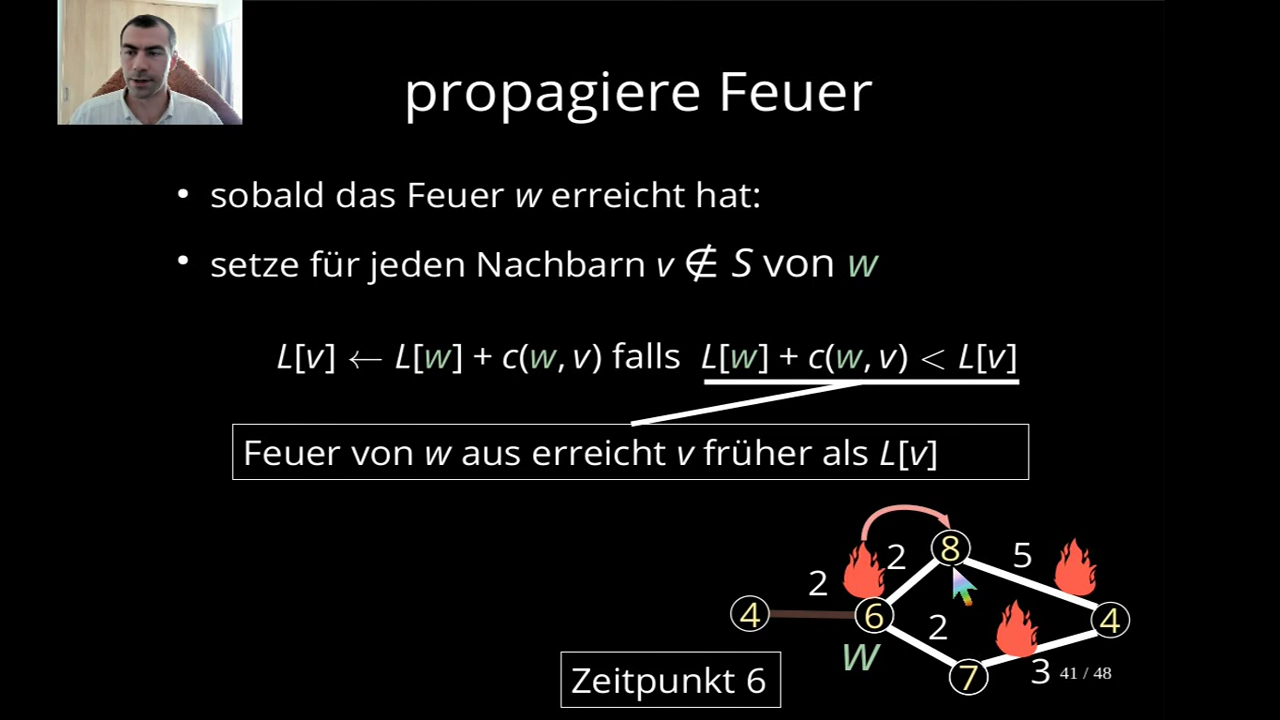 propagiere Feuer
• sobald das Feuer w erreicht hat:
• setze für jeden Nachbarn v ∉ S von w
L[v] ← L[w] + c(w, v) falls L[w] + c(w, v) < L[v]
Feuer von w aus erreicht v früher als L[v]
8
2
5
2
4
6
2
4
w
7
3
41 / 48
Zeitpunkt 6